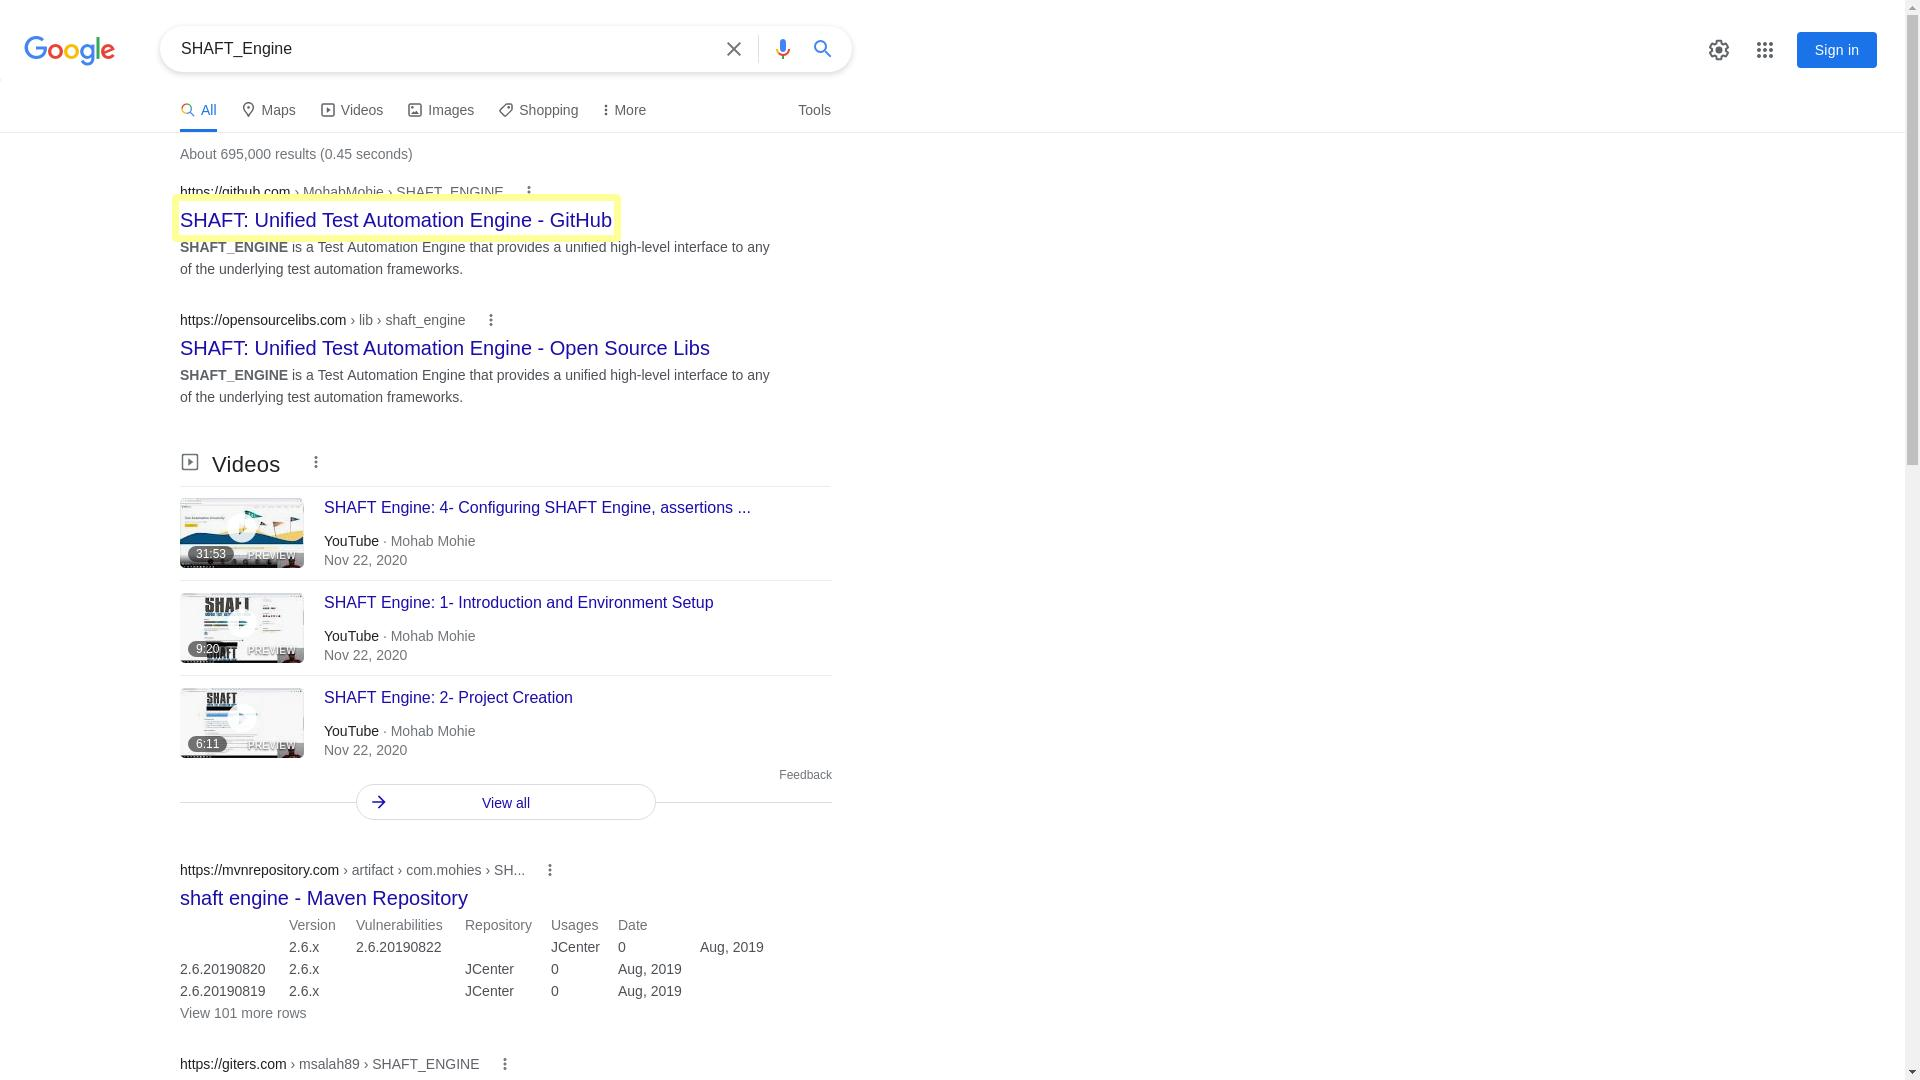 Google
SHAFT_Engine
Sign in
All
Maps
Videos
Images
Shopping
More
Tools
About 695,000 results (0.45 seconds)
https://github.com › MohabMohie › SHAFT_ENGINE
SHAFT: Unified Test Automation Engine - GitHub
SHAFT_ENGINE is a Test Automation Engine that provides a unified high-level interface to any
of the underlying test automation frameworks.
https://opensourcelibs.com › lib › shaft_engine
SHAFT: Unified Test Automation Engine - Open Source Libs
SHAFT_ENGINE is a Test Automation Engine that provides a unified high-level interface to any
of the underlying test automation frameworks.
Videos
SHAFT Engine: 4- Configuring SHAFT Engine, assertions ...
31:53 PREVIEW
YouTube · Mohab Mohie
Nov 22, 2020
SHAFT Engine: 1- Introduction and Environment Setup
SHAFT
9:20 PREVIEW
YouTube · Mohab Mohie
Nov 22, 2020
SHAFT Engine: 2- Project Creation
SHAFT
6:11 PREVIEW
YouTube · Mohab Mohie
Nov 22, 2020
Feedback
View all
https://mvnrepository.com › artifact › com.mohies › SH...
shaft engine - Maven Repository
Version Vulnerabilities Repository Usages Date
2.6.x 2.6.20190822 JCenter 0 Aug, 2019
2.6.20190820 2.6.x JCenter 0 Aug, 2019
2.6.20190819 2.6.x JCenter 0 Aug, 2019
View 101 more rows
https://giters.com › msalah89 › SHAFT_ENGINE